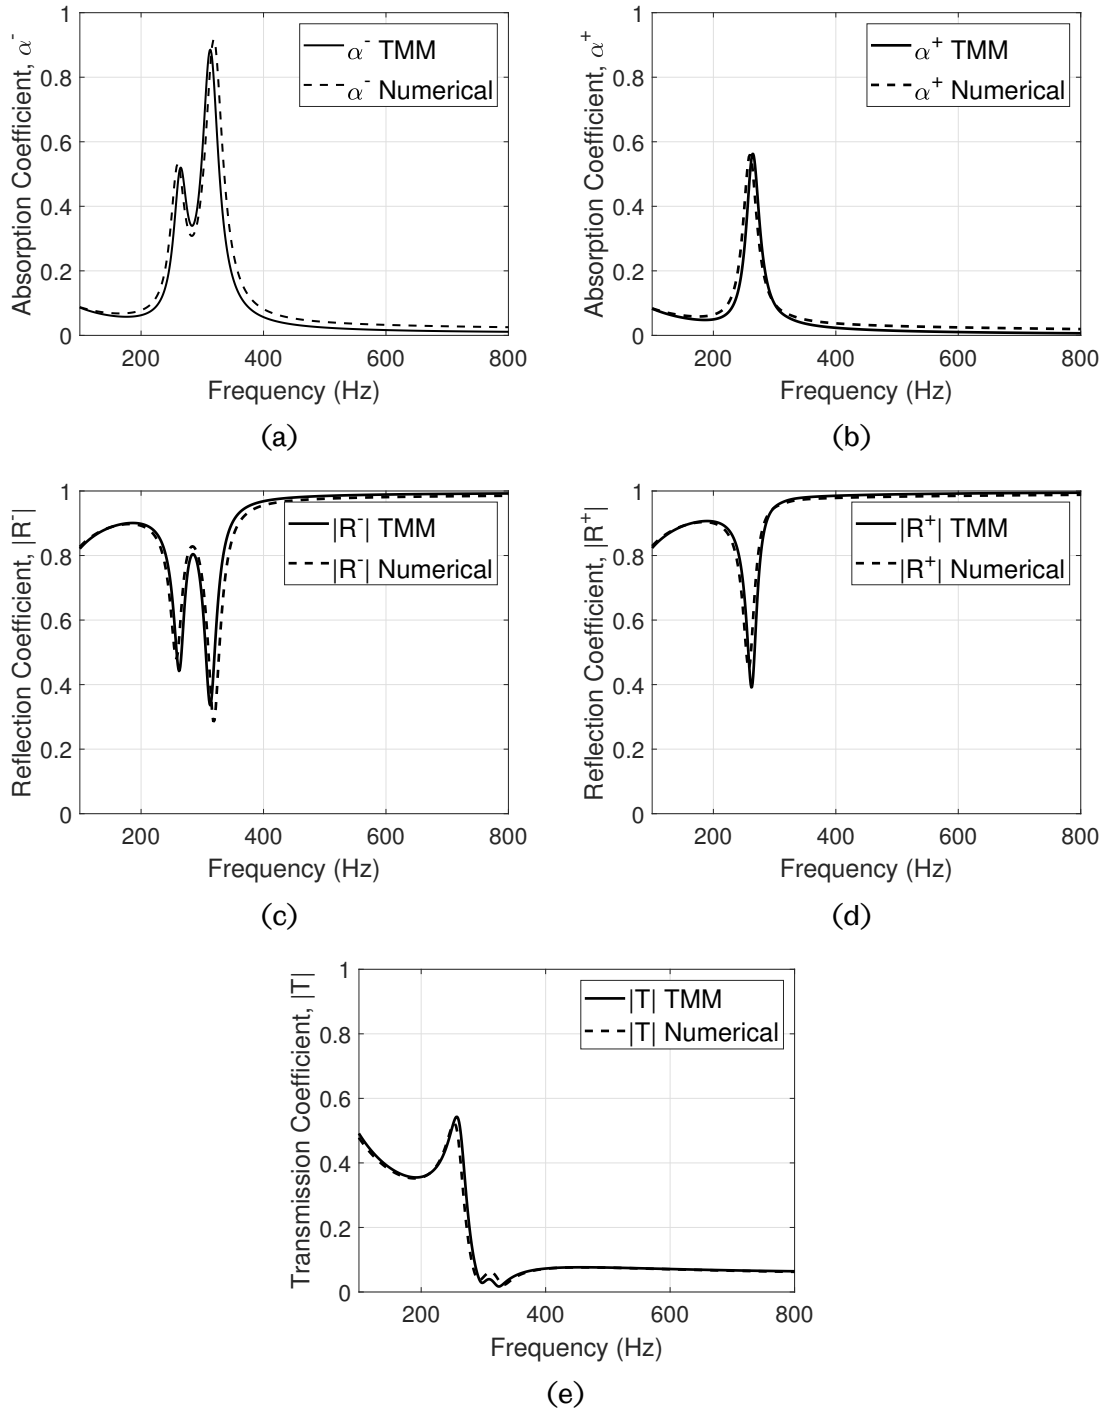 Absorption Coefficient, α⁻
1
0.8
0.6
0.4
0.2
0
α⁻ TMM
α⁻ Numerical
200 400 600 800
Frequency (Hz)
(a)
Absorption Coefficient, α⁺
1
0.8
0.6
0.4
0.2
0
α⁺ TMM
α⁺ Numerical
200 400 600 800
Frequency (Hz)
(b)
Reflection Coefficient, |R⁻|
1
0.8
0.6
0.4
0.2
0
|R⁻| TMM
|R⁻| Numerical
200 400 600 800
Frequency (Hz)
(c)
Reflection Coefficient, |R⁺|
1
0.8
0.6
0.4
0.2
0
|R⁺| TMM
|R⁺| Numerical
200 400 600 800
Frequency (Hz)
(d)
Transmission Coefficient, |T|
1
0.8
0.6
0.4
0.2
0
|T| TMM
|T| Numerical
200 400 600 800
Frequency (Hz)
(e)